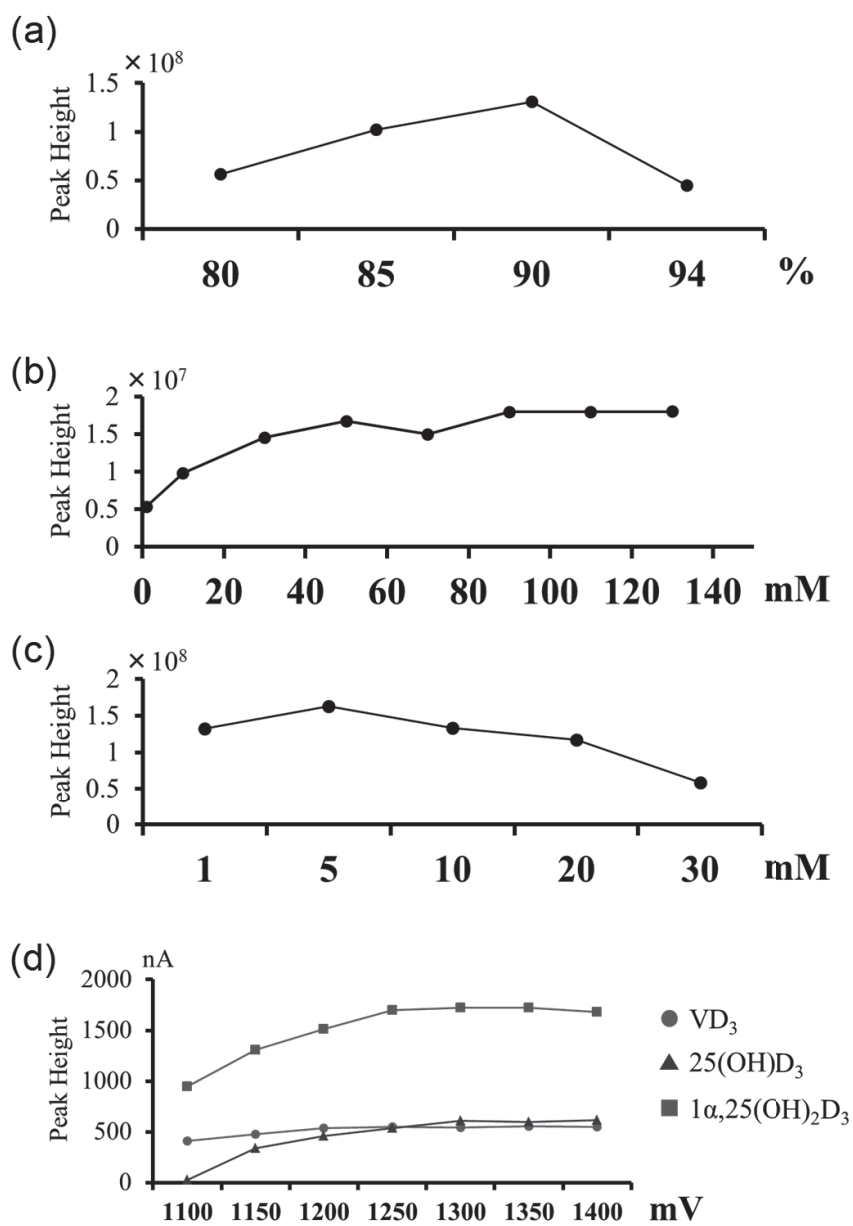 (a)
× 10⁸
Peak Height
1.5
1
0.5
0
80 85 90 94 %
(b)
× 10⁷
Peak Height
2
1.5
1
0.5
0
0 20 40 60 80 100 120 140 mM
(c)
× 10⁸
Peak Height
2
1.5
1
0.5
0
1 5 10 20 30 mM
(d)
nA
Peak Height
2000
1500
1000
500
0
1100 1150 1200 1250 1300 1350 1400 mV
VD₃
25(OH)D₃
1α,25(OH)₂D₃